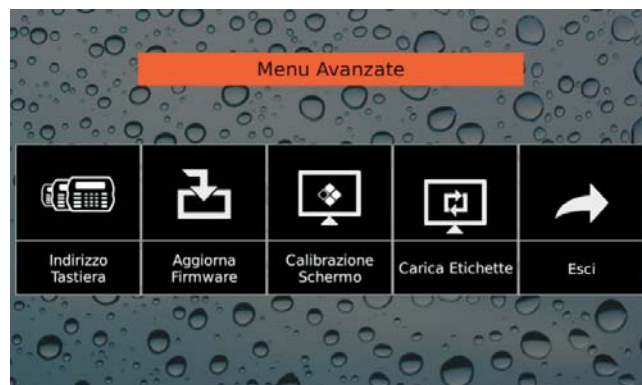 Menu Avanzate
Indirizzo
Tastiera
Aggiorna
Firmware
Calibrazione
Schermo
Carica Etichette
Esci